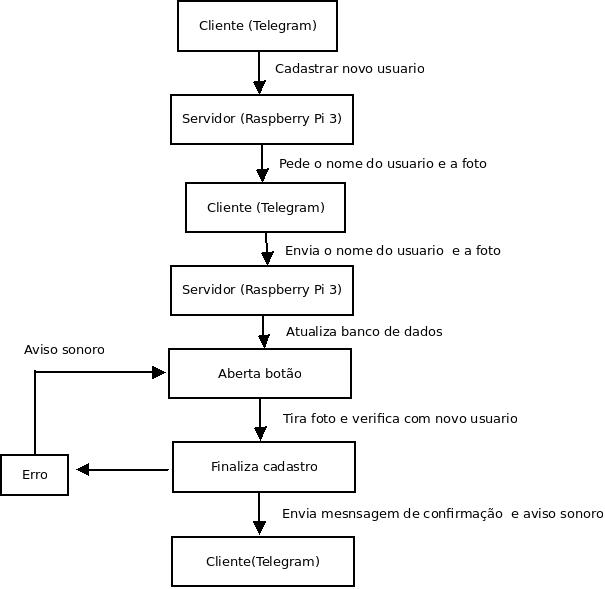 Cliente (Telegram)
Cadastrar novo usuario
Servidor (Raspberry Pi 3)
Pede o nome do usuario e a foto
Cliente (Telegram)
Envia o nome do usuario  e a foto
Servidor (Raspberry Pi 3)
Atualiza banco de dados
Aviso sonoro
Aberta botão
Tira foto e verifica com novo usuario
Finaliza cadastro
Erro
Envia mesnsagem de confirmação  e aviso sonoro
Cliente(Telegram)